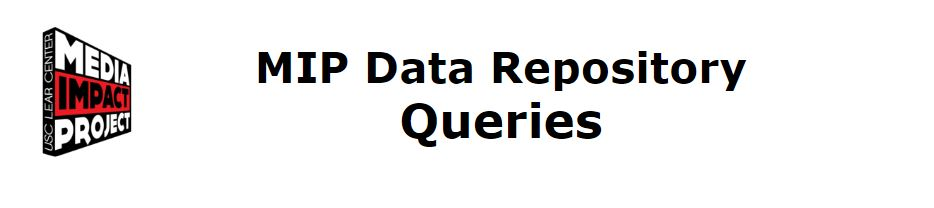 USC LEAR CENTER
MEDIA
IMPACT
PROJECT
MIP Data Repository
Queries